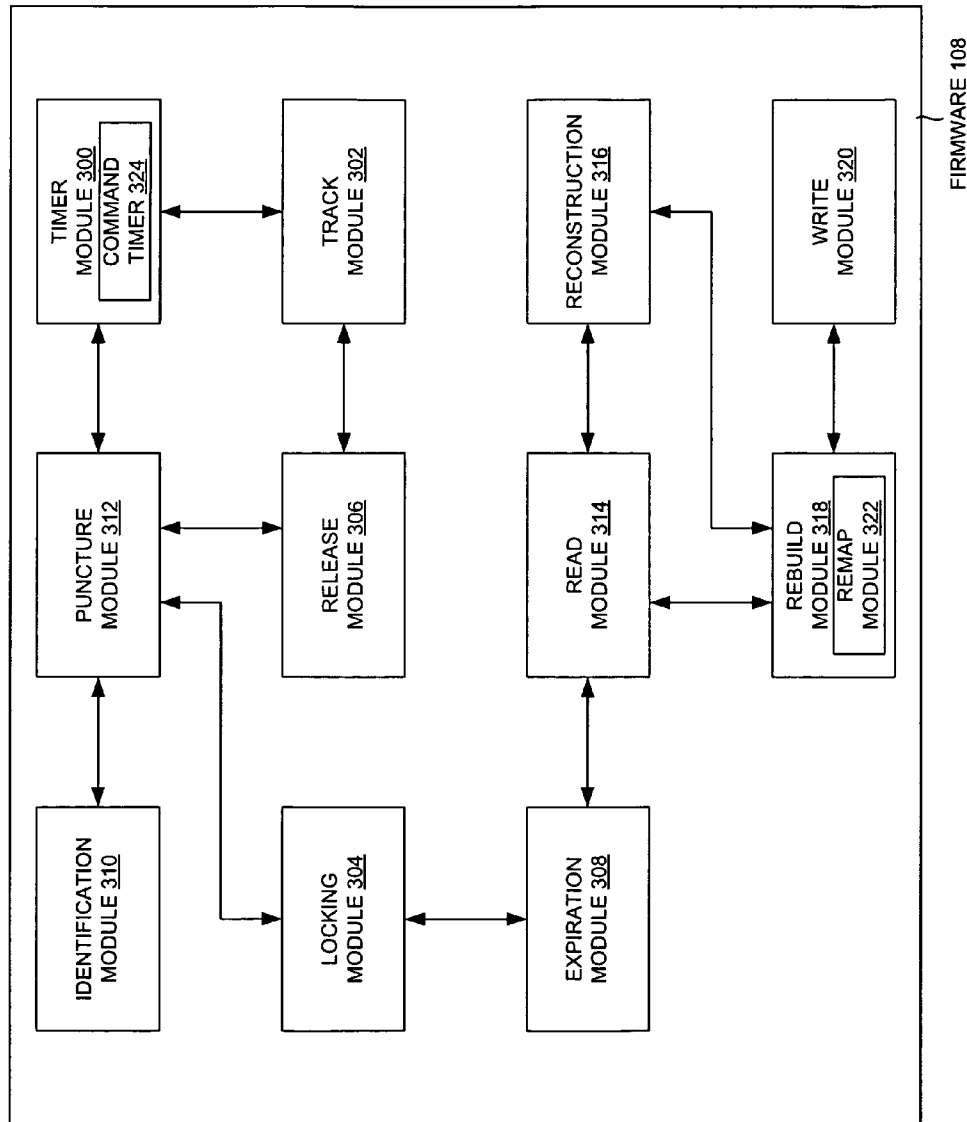 IDENTIFICATION
MODULE 310
PUNCTURE
MODULE 312
TIMER
MODULE 300
COMMAND
TIMER 324
LOCKING
MODULE 304
RELEASE
MODULE 306
TRACK
MODULE 302
EXPIRATION
MODULE 308
READ
MODULE 314
RECONSTRUCTION
MODULE 316
REBUILD
MODULE 318
REMAP
MODULE 322
WRITE
MODULE 320
FIRMWARE 108